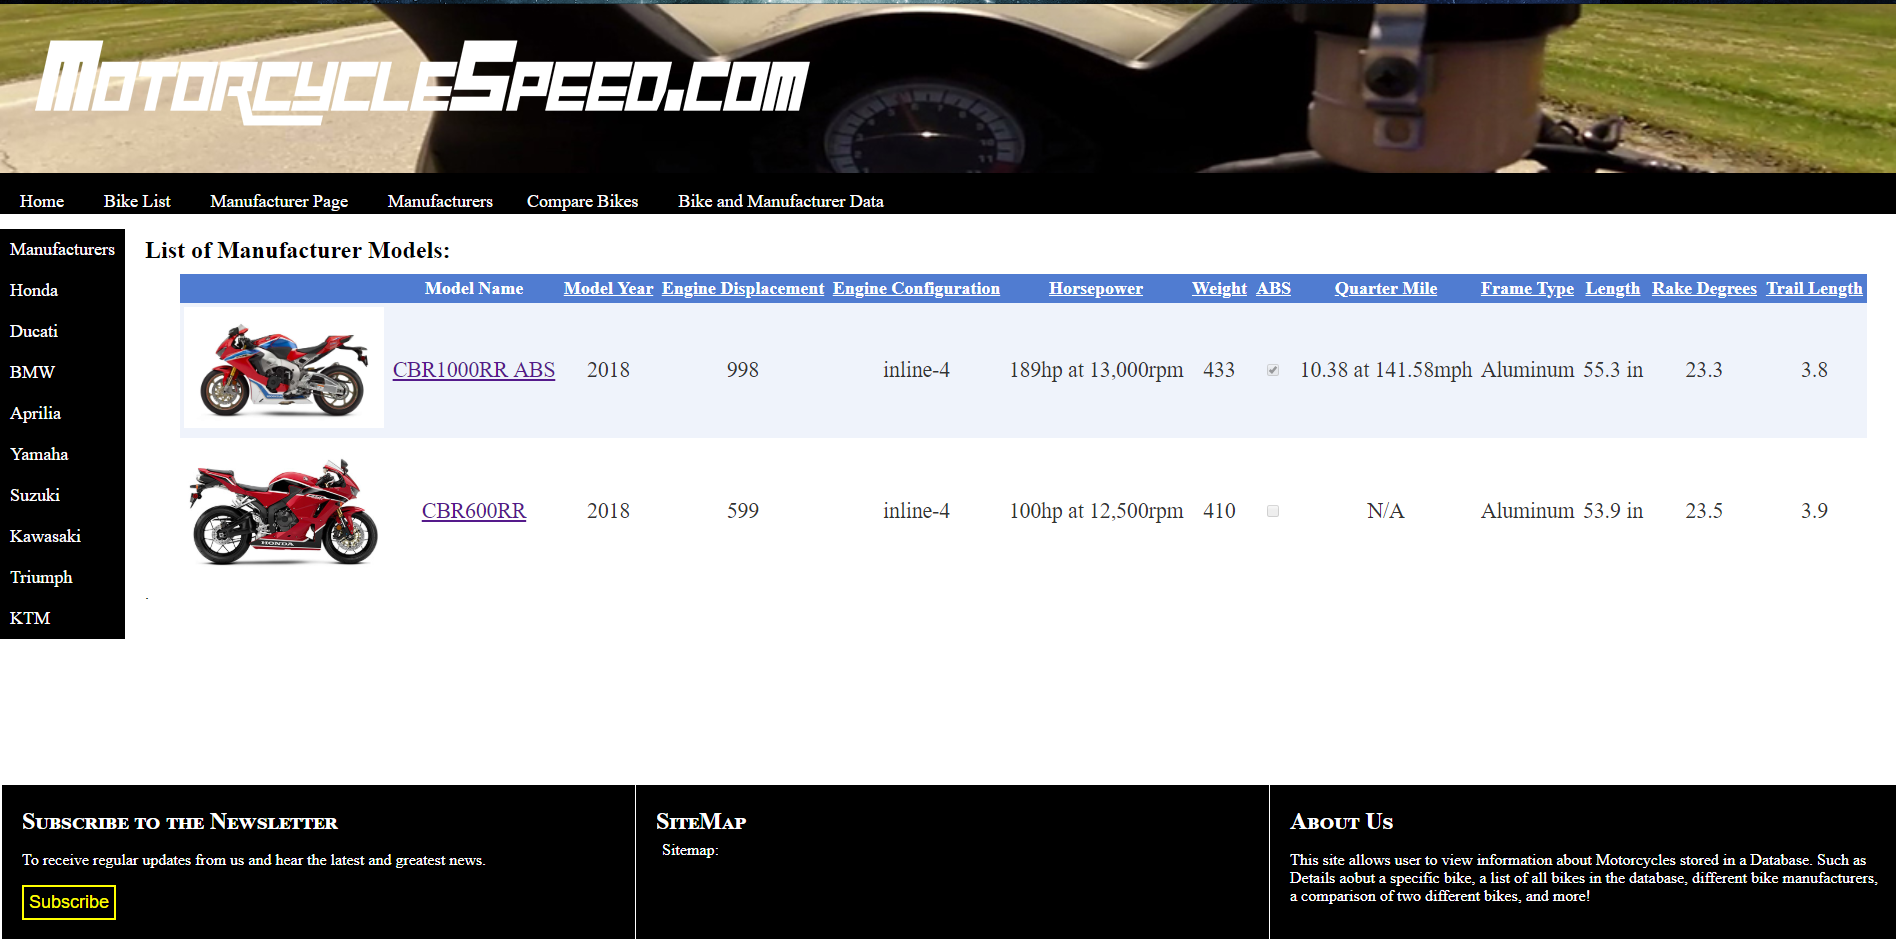 MotorcycleSpeed.com
Home Bike List Manufacturer Page Manufacturers Compare Bikes Bike and Manufacturer Data
Manufacturers
Honda
Ducati
BMW
Aprilia
Yamaha
Suzuki
Kawasaki
Triumph
KTM
List of Manufacturer Models:
Model Name Model Year Engine Displacement Engine Configuration Horsepower Weight ABS Quarter Mile Frame Type Length Rake Degrees Trail Length
CBR1000RR ABS 2018 998 inline-4 189hp at 13,000rpm 433 10.38 at 141.58mph Aluminum 55.3 in 23.3 3.8
CBR600RR 2018 599 inline-4 100hp at 12,500rpm 410 N/A Aluminum 53.9 in 23.5 3.9
.
Subscribe to the Newsletter
To receive regular updates from us and hear the latest and greatest news.
Subscribe
SiteMap
Sitemap:
About Us
This site allows user to view information about Motorcycles stored in a Database. Such as
Details aobut a specific bike, a list of all bikes in the database, different bike manufacturers,
a comparison of two different bikes, and more!